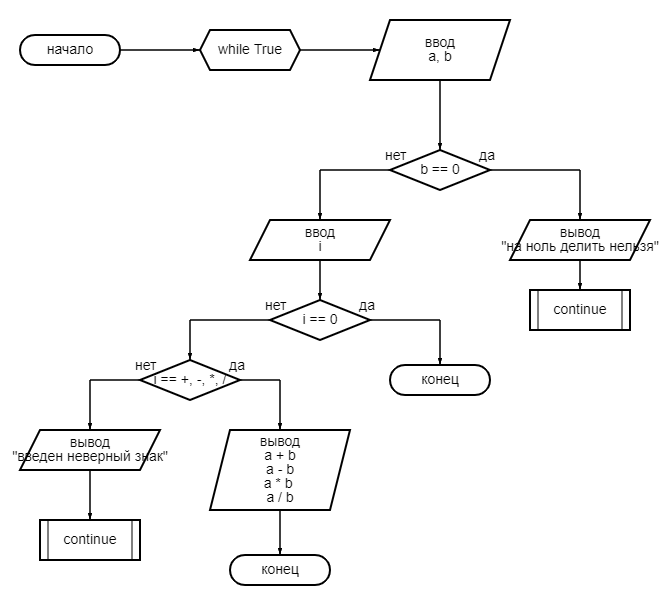 начало
while True
ввод
a, b
нет
да
b == 0
ввод
i
вывод
"на ноль делить нельзя"
continue
нет
да
i == 0
конец
нет
да
i == +, -, *, /
вывод
"введен неверный знак"
continue
вывод
a + b
a - b
a * b
a / b
конец